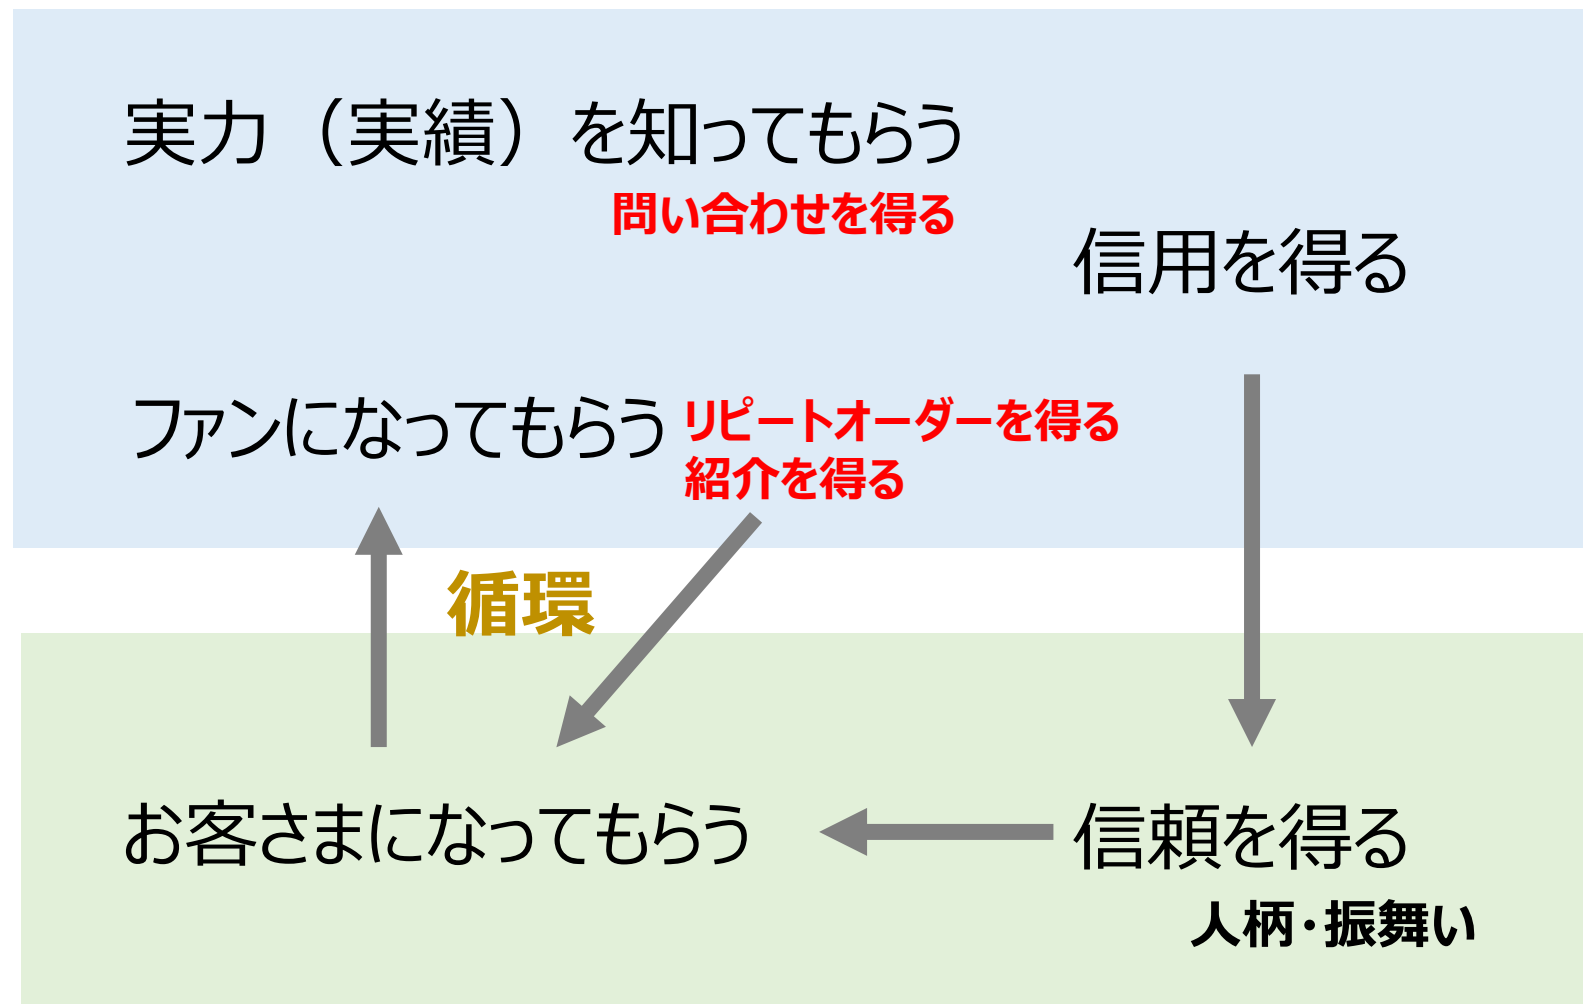 実力（実績）を知ってもらう
問い合わせを得る
信用を得る
ファンになってもらう
リピートオーダーを得る
紹介を得る
循環
お客さまになってもらう
信頼を得る
人柄・振舞い